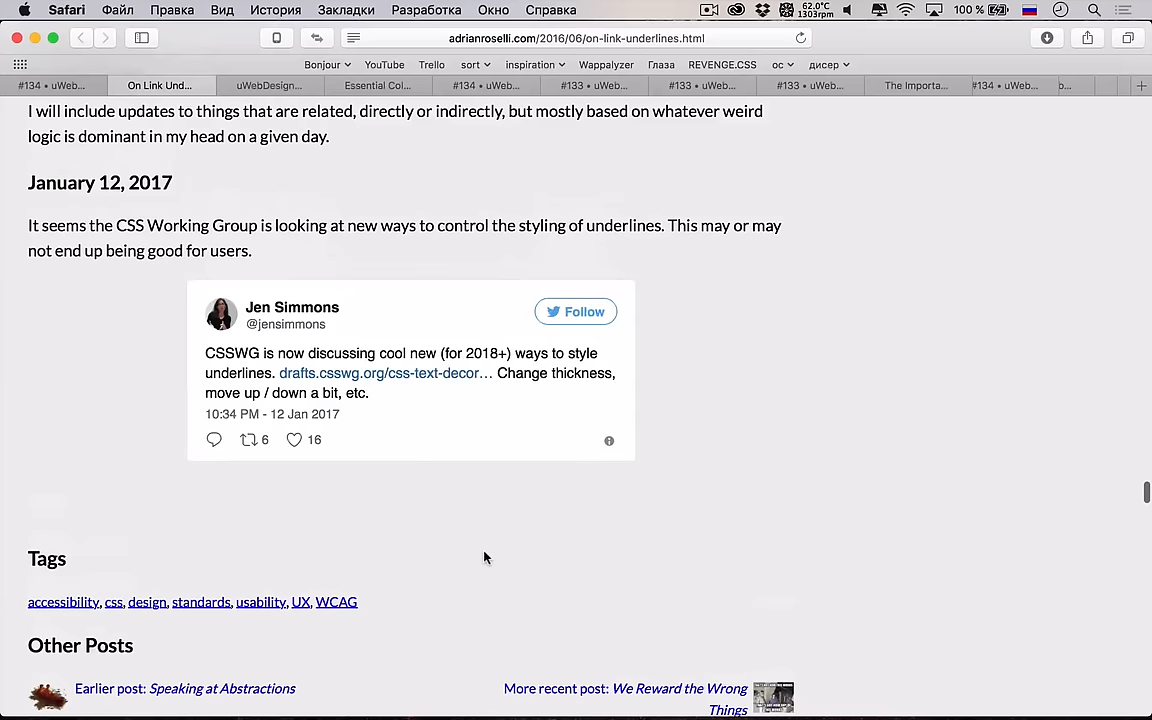 Safari Файл Правка Вид История Закладки Разработка Окно Справка 62.0°C 1303rpm 100 %
adrianroselli.com/2016/06/on-link-underlines.html
Bonjour YouTube Trello sort inspiration Wappalyzer Глаза REVENGE.CSS ос дисер
#134 • uWeb... On Link Und... uWebDesign... Essential Col... #134 • uWeb... #133 • uWeb... #133 • uWeb... #133 • uWeb... The Importa... #134 • uWeb... b...
I will include updates to things that are related, directly or indirectly, but mostly based on whatever weird
logic is dominant in my head on a given day.
January 12, 2017
It seems the CSS Working Group is looking at new ways to control the styling of underlines. This may or may
not end up being good for users.
Jen Simmons
@jensimmons
Follow
CSSWG is now discussing cool new (for 2018+) ways to style
underlines. drafts.csswg.org/css-text-decor… Change thickness,
move up / down a bit, etc.
10:34 PM - 12 Jan 2017
6 16
Tags
accessibility, css, design, standards, usability, UX, WCAG
Other Posts
Earlier post: Speaking at Abstractions
More recent post: We Reward the Wrong
Things